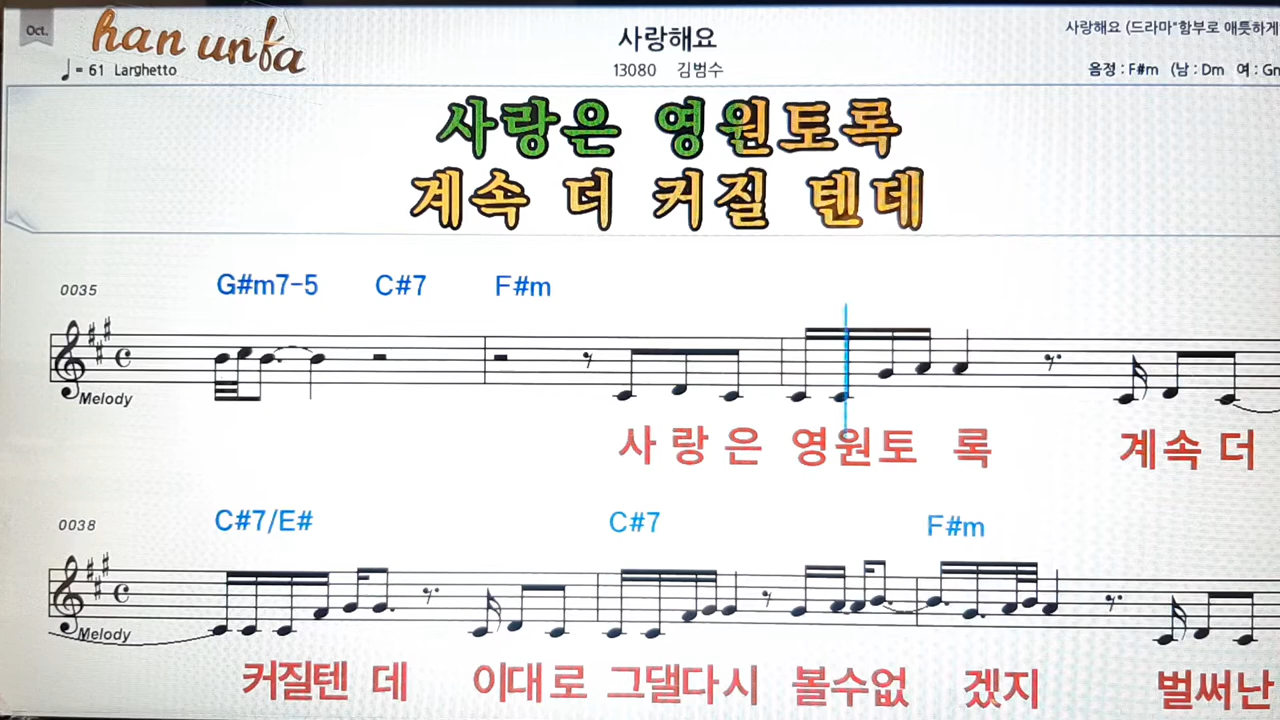 Oct.
han unfa
♩= 61 Larghetto
사랑해요
13080 김범수
사랑해요 (드라마"함부로 애틋하게
음정 : F#m (남 : Dm 여 : Gm
사랑은 영원토록
계속 더 커질 텐데
0035
G#m7-5 C#7 F#m
Melody
사랑은 영원토 록 계속 더
0038
C#7/E# C#7 F#m
Melody
커질텐 데 이대로 그댈다시 볼수없 겠지 벌써난